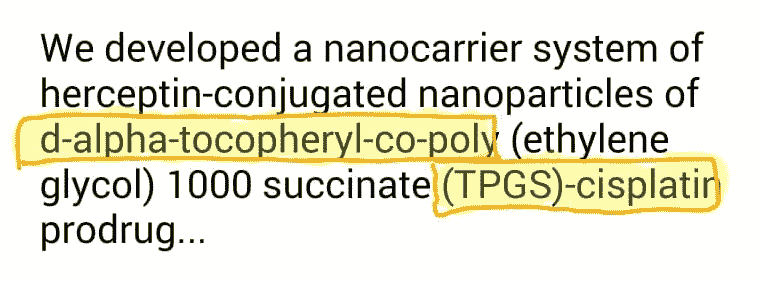 We developed a nanocarrier system of
herceptin-conjugated nanoparticles of
d-alpha-tocopheryl-co-poly (ethylene
glycol) 1000 succinate (TPGS)-cisplatin
prodrug...